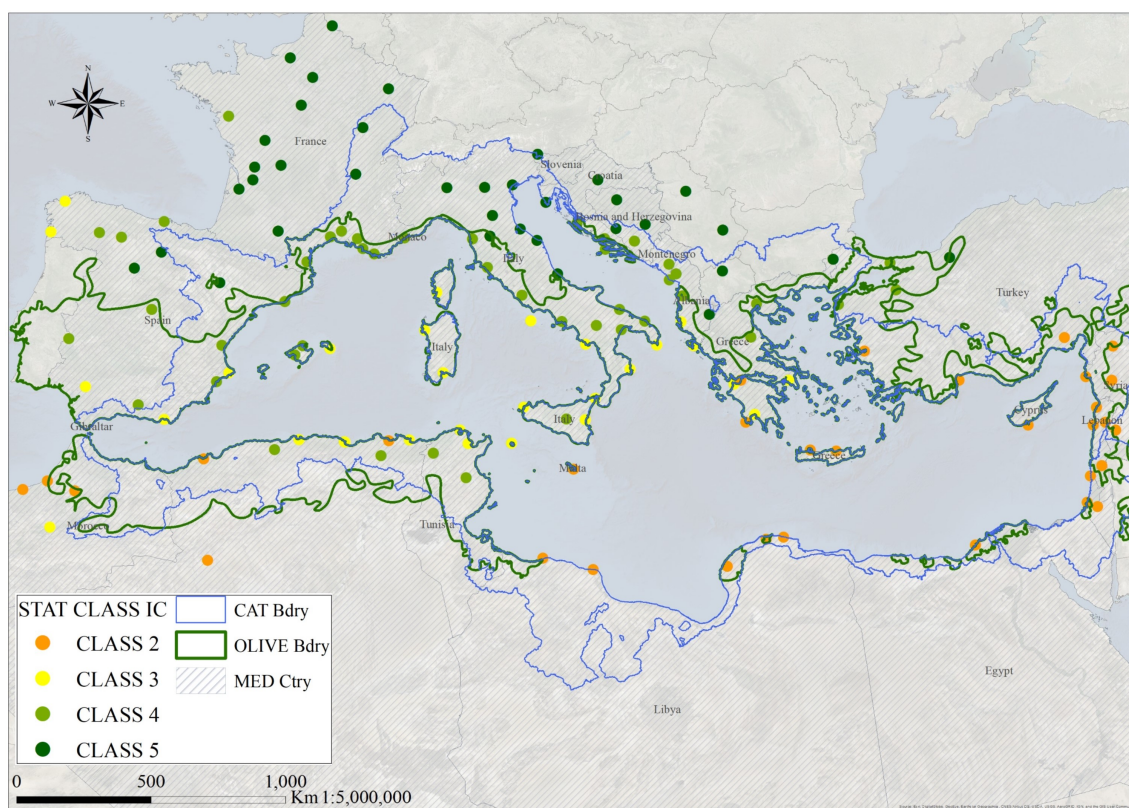 N
W E
S
France
Slovenia
Croatia
Bosnia and Herzegovina
Monaco
Italy
Montenegro
Albania
Spain
Italy
Greece
Turkey
Gibraltar
Italy
Cyprus
Syria
Lebanon
Greece
Malta
Morocco
Tunisia
Libya
Egypt
STAT CLASS IC
CLASS 2
CLASS 3
CLASS 4
CLASS 5
CAT Bdry
OLIVE Bdry
MED Ctry
0 500 1,000
Km 1:5,000,000